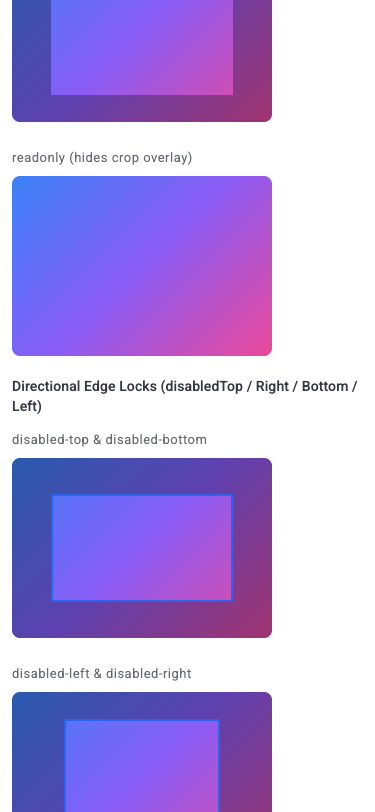 readonly (hides crop overlay)
Directional Edge Locks (disabledTop / Right / Bottom /
Left)
disabled-top & disabled-bottom
disabled-left & disabled-right